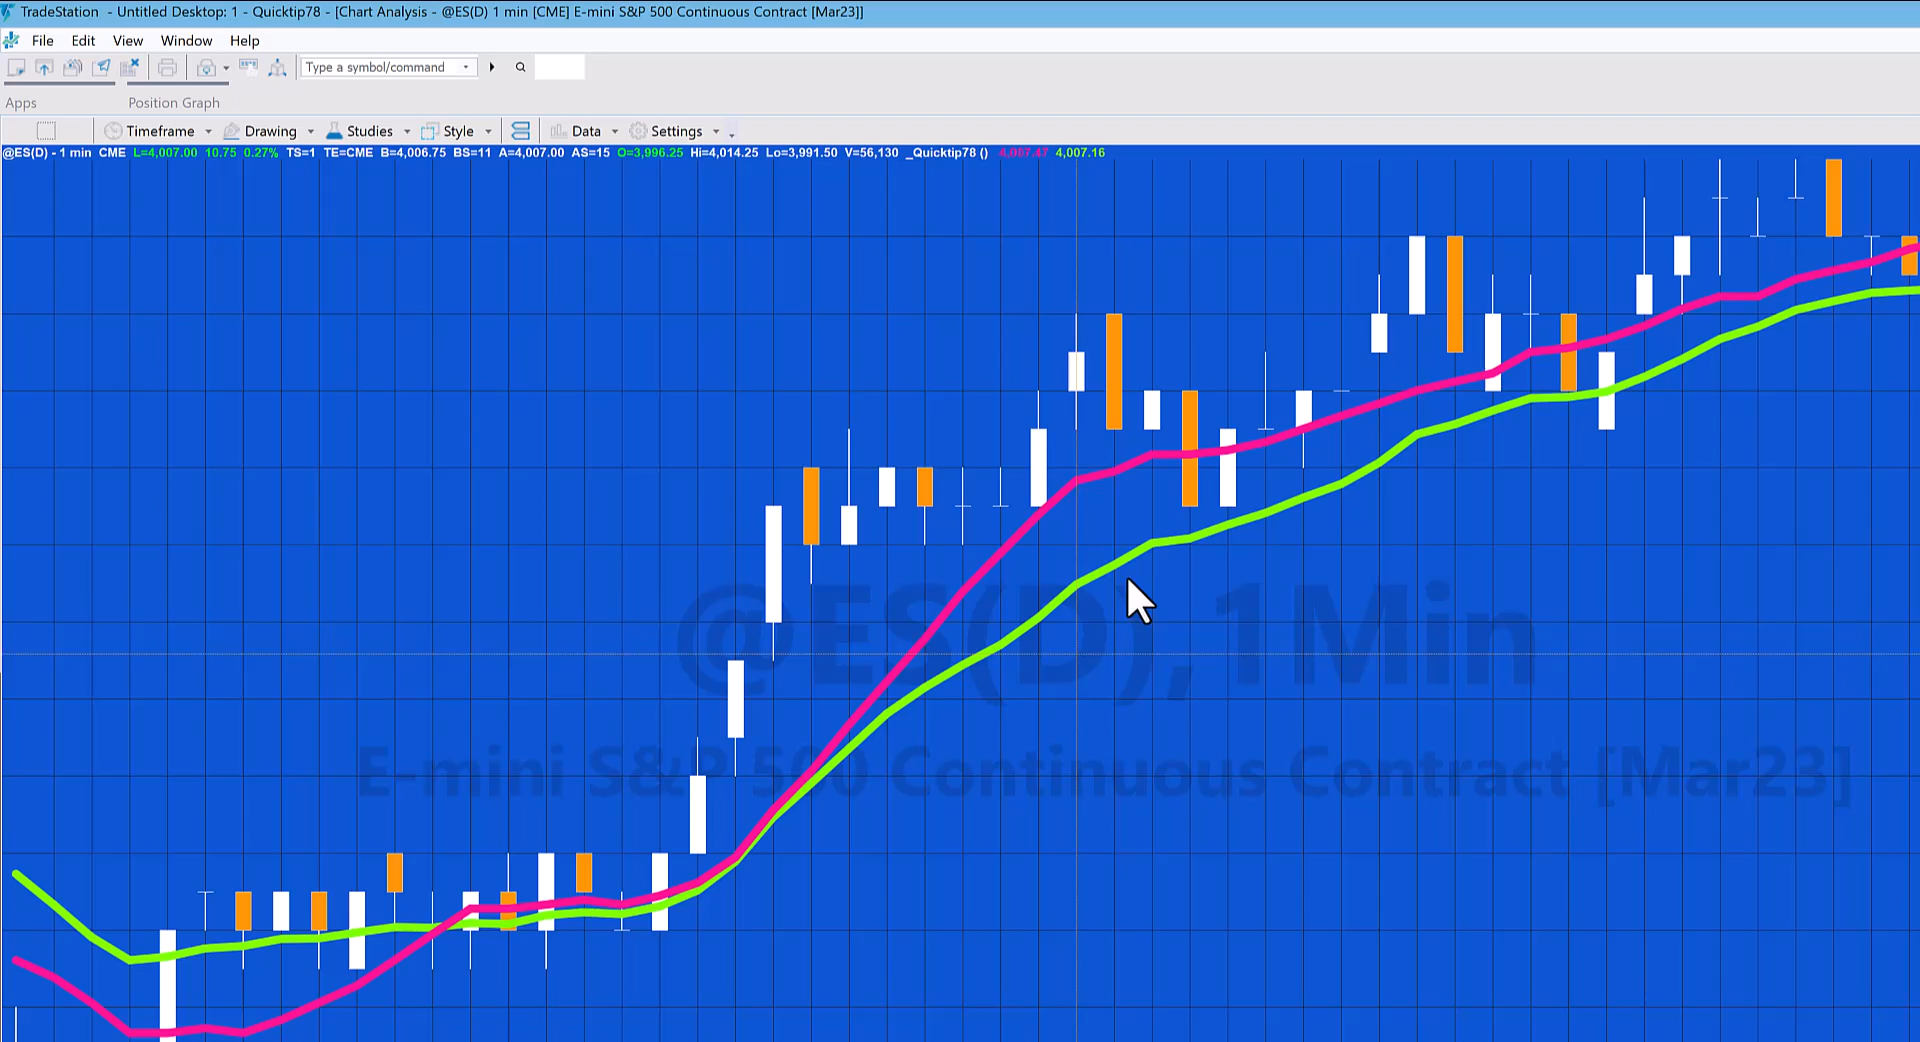 TradeStation - Untitled Desktop: 1 - Quicktip78 - [Chart Analysis - @ES(D) 1 min [CME] E-mini S&P 500 Continuous Contract [Mar23]]
File Edit View Window Help
Type a symbol/command
Apps Position Graph
Timeframe Drawing Studies Style Data Settings
@ES(D) - 1 min CME L=4,007.00 10.75 0.27% TS=1 TE=CME B=4,006.75 BS=11 A=4,007.00 AS=15 O=3,996.25 Hi=4,014.25 Lo=3,991.50 V=56,130 _Quicktip78 () 4,007.16
@ES(D),1Min
E-mini S&P 500 Continuous Contract [Mar23]